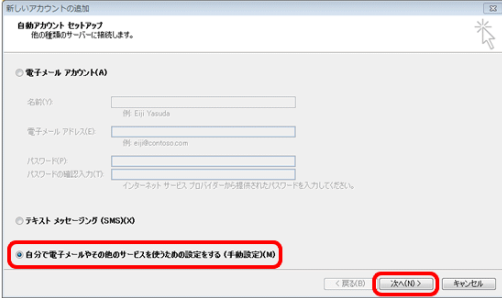 新しいアカウントの追加
自動アカウント セットアップ
他の種類のサーバーに接続します。
電子メール アカウント(A)
名前(Y)
例: Eiji Yasuda
電子メール アドレス(E)
例: eiji@contoso.com
パスワード(P)
パスワードの確認入力(T)
インターネット サービス プロバイダーから提供されたパスワードを入力してください。
テキスト メッセージング (SMS)(X)
自分で電子メールやその他のサービスを使うための設定をする (手動設定)(M)
< 戻る(B) 次へ(N) > キャンセル